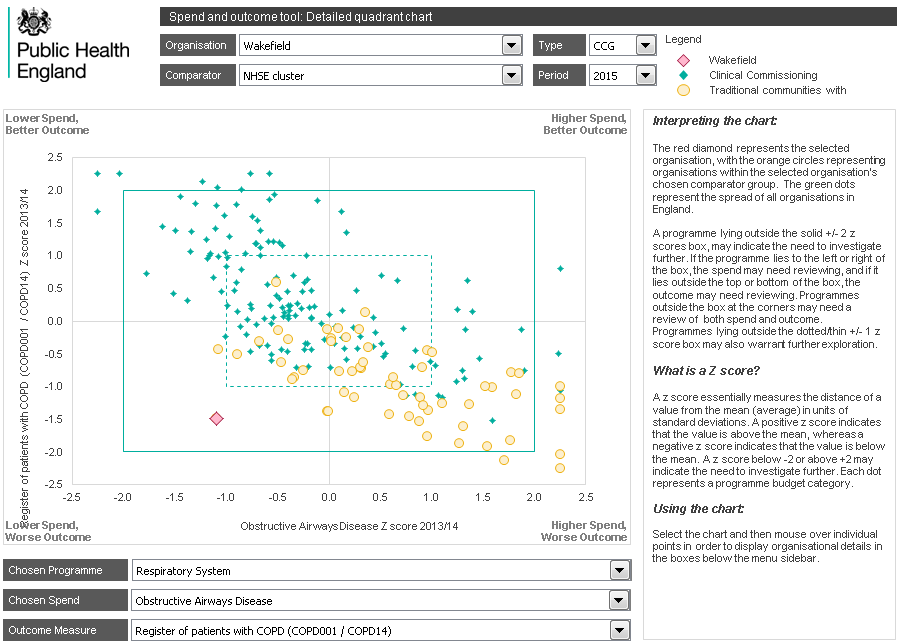 Public Health
England
Spend and outcome tool: Detailed quadrant chart
Organisation
Wakefield
Type
CCG
Comparator
NHSE cluster
Period
2015
Legend
Wakefield
Clinical Commissioning
Traditional communities with
Lower Spend,
Better Outcome
Higher Spend,
Better Outcome
Register of patients with COPD (COPD001 / COPD14) Z score 2013/14
2.5
2.0
1.5
1.0
0.5
0.0
-0.5
-1.0
-1.5
-2.0
-2.5
-2.5
-2.0
-1.5
-1.0
-0.5
0.0
0.5
1.0
1.5
2.0
2.5
Obstructive Airways Disease Z score 2013/14
Lower Spend,
Worse Outcome
Higher Spend,
Worse Outcome
Interpreting the chart:
The red diamond represents the selected
organisation, with the orange circles representing
organisations within the selected organisation's
chosen comparator group. The green dots
represent the spread of all organisations in
England.
A programme lying outside the solid +/- 2 z
scores box, may indicate the need to investigate
further. If the programme lies to the left or right of
the box, the spend may need reviewing, and if it
lies outside the top or bottom of the box, the
outcome may need reviewing. Programmes
outside the box at the corners may need a
review of both spend and outcome.
Programmes lying outside the dotted/thin +/- 1 z
score box may also warrant further exploration.
What is a Z score?
A z score essentially measures the distance of a
value from the mean (average) in units of
standard deviations. A positive z score indicates
that the value is above the mean, whereas a
negative z score indicates that the value is below
the mean. A z score below -2 or above +2 may
indicate the need to investigate further. Each dot
represents a programme budget category.
Using the chart:
Select the chart and then mouse over individual
points in order to display organisational details in
the boxes below the menu sidebar.
Chosen Programme
Respiratory System
Chosen Spend
Obstructive Airways Disease
Outcome Measure
Register of patients with COPD (COPD001 / COPD14)